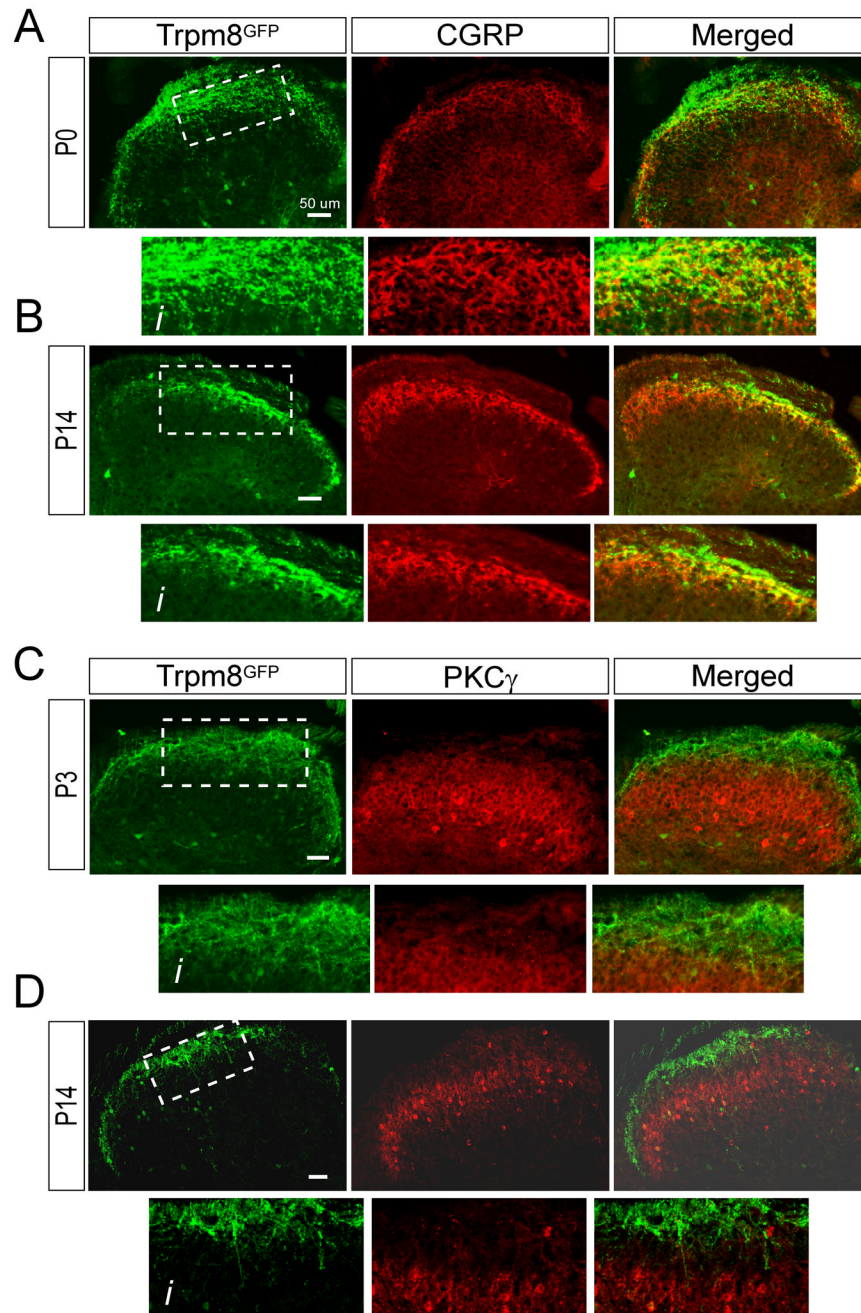 A
Trpm8GFP CGRP Merged
P0
50 um
i
B
P14
i
C
Trpm8GFP PKCγ Merged
P3
i
D
P14
i